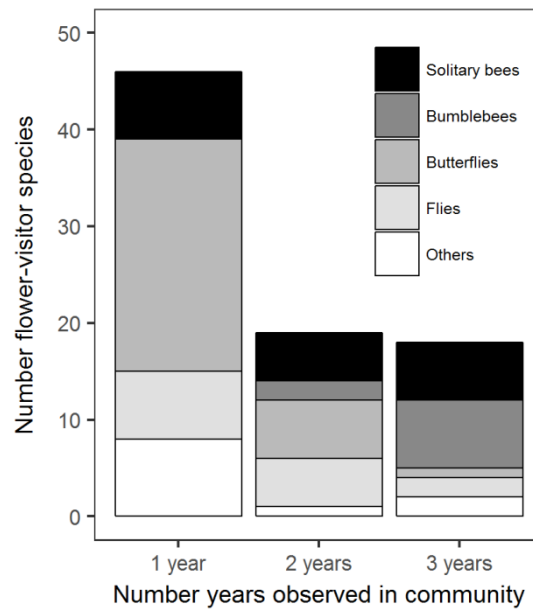 50
40
30
20
10
0
Number flower-visitor species
Solitary bees
Bumblebees
Butterflies
Flies
Others
1 year 2 years 3 years
Number years observed in community